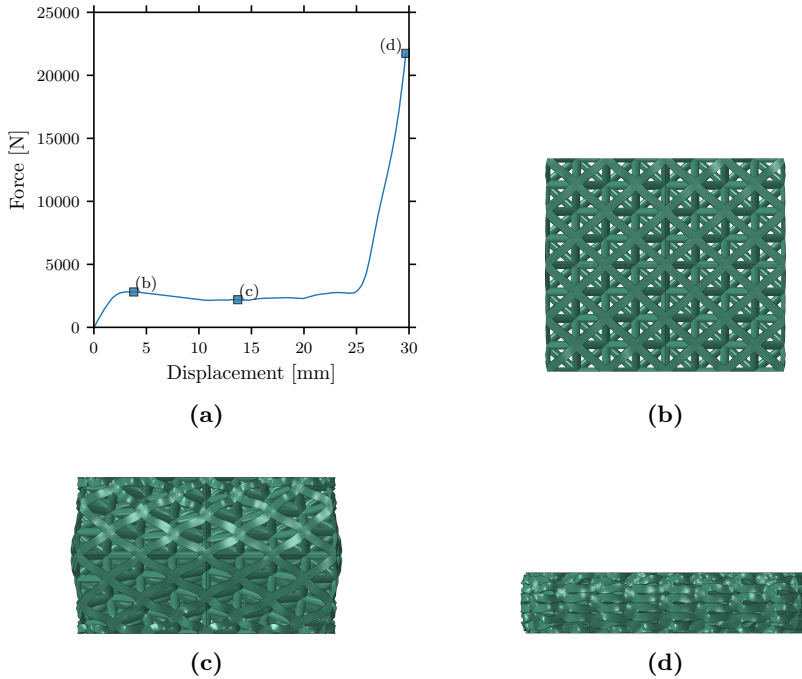 25000
20000
15000
10000
5000
0
Force [N]
(d)
(b)
(c)
0 5 10 15 20 25 30
Displacement [mm]
(a)
(b)
(c)
(d)